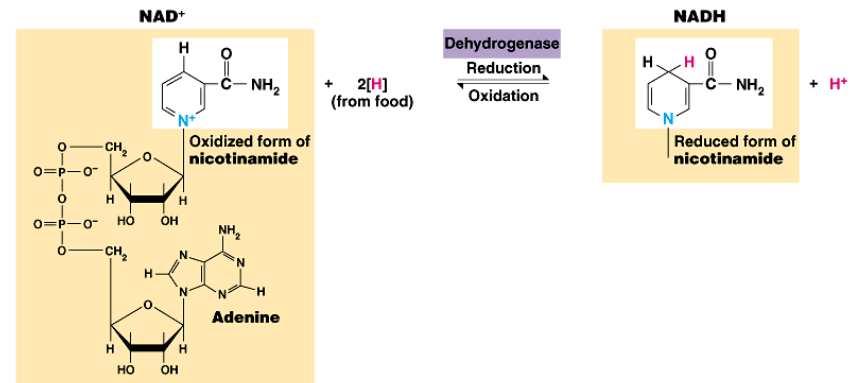 NAD⁺
H
O
C
NH₂
N⁺
Oxidized form of
nicotinamide
+ 2[H]
(from food)
Dehydrogenase
Reduction
Oxidation
NADH
H H O
C
NH₂
N
Reduced form of
nicotinamide
+ H⁺
O CH₂
O
O=P—O⁻
H H
O
HO OH
O=P—O⁻
O CH₂
NH₂
N
N
H
N N
H
Adenine
O
H H
HO OH